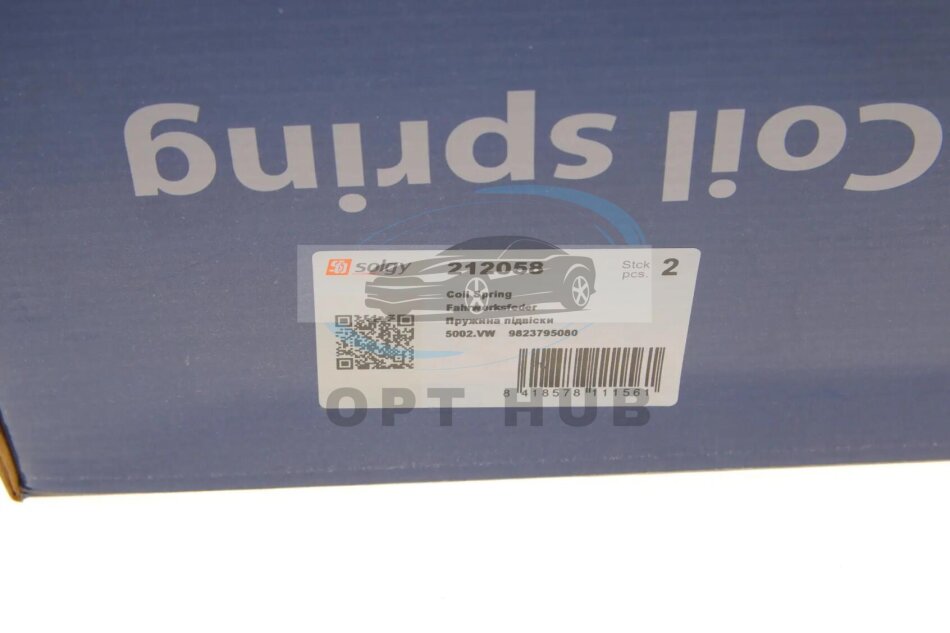 Coil spring
solgy 212058 Stck pcs. 2
Coil Spring
Fahrwerksfeder
Пружина підвіски
5002.VW 9823795080
8 418578 111561
OPT HUB